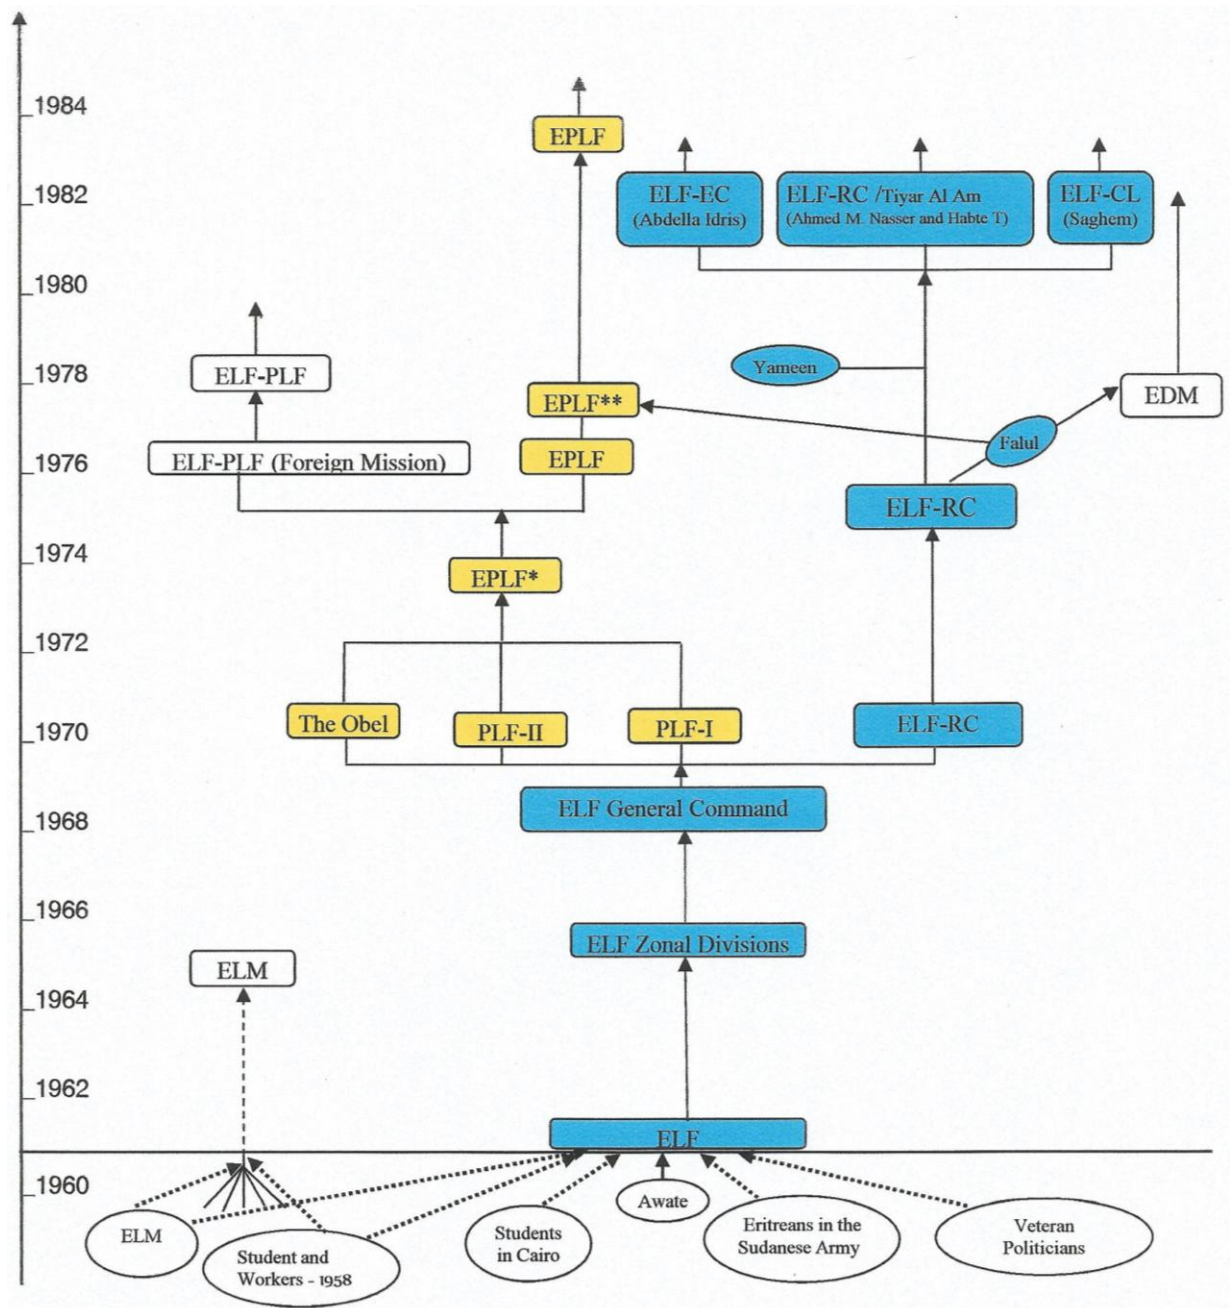 1984
EPLF
1982
ELF-EC
(Abdella Idris)
ELF-RC /Tiyar Al Am
(Ahmed M. Nasser and Habte T)
ELF-CL
(Saghem)
1980
1978
ELF-PLF
Yameen
EPLF**
EDM
Falul
1976
ELF-PLF (Foreign Mission)
EPLF
ELF-RC
1974
EPLF*
1972
The Obel
PLF-II
PLF-I
ELF-RC
1970
ELF General Command
1968
1966
ELF Zonal Divisions
ELM
1964
1962
ELF
1960
ELM
Student and
Workers - 1958
Students
in Cairo
Awate
Eritreans in the
Sudanese Army
Veteran
Politicians